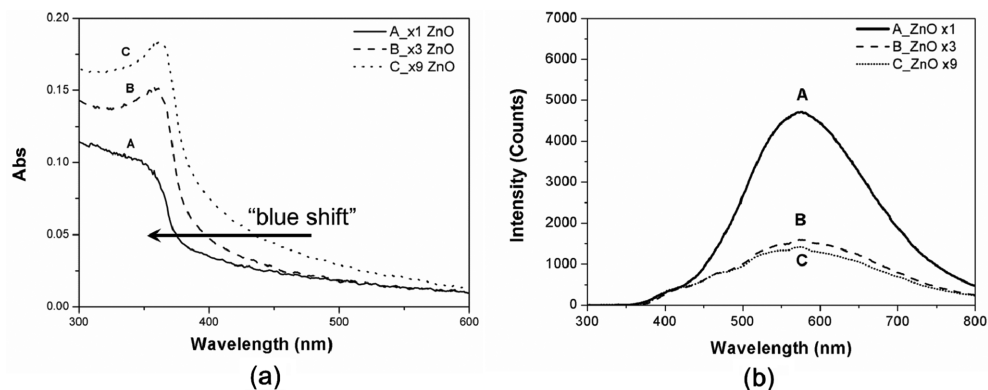 0.20
0.15
0.10
0.05
0.00
Abs
C
B
A
A_x1 ZnO
B_x3 ZnO
C_x9 ZnO
“blue shift”
300
400
500
600
Wavelength (nm)
(a)
7000
6000
5000
4000
3000
2000
1000
0
Intensity (Counts)
A_ZnO x1
B_ZnO x3
C_ZnO x9
A
B
C
300
400
500
600
700
800
Wavelength (nm)
(b)